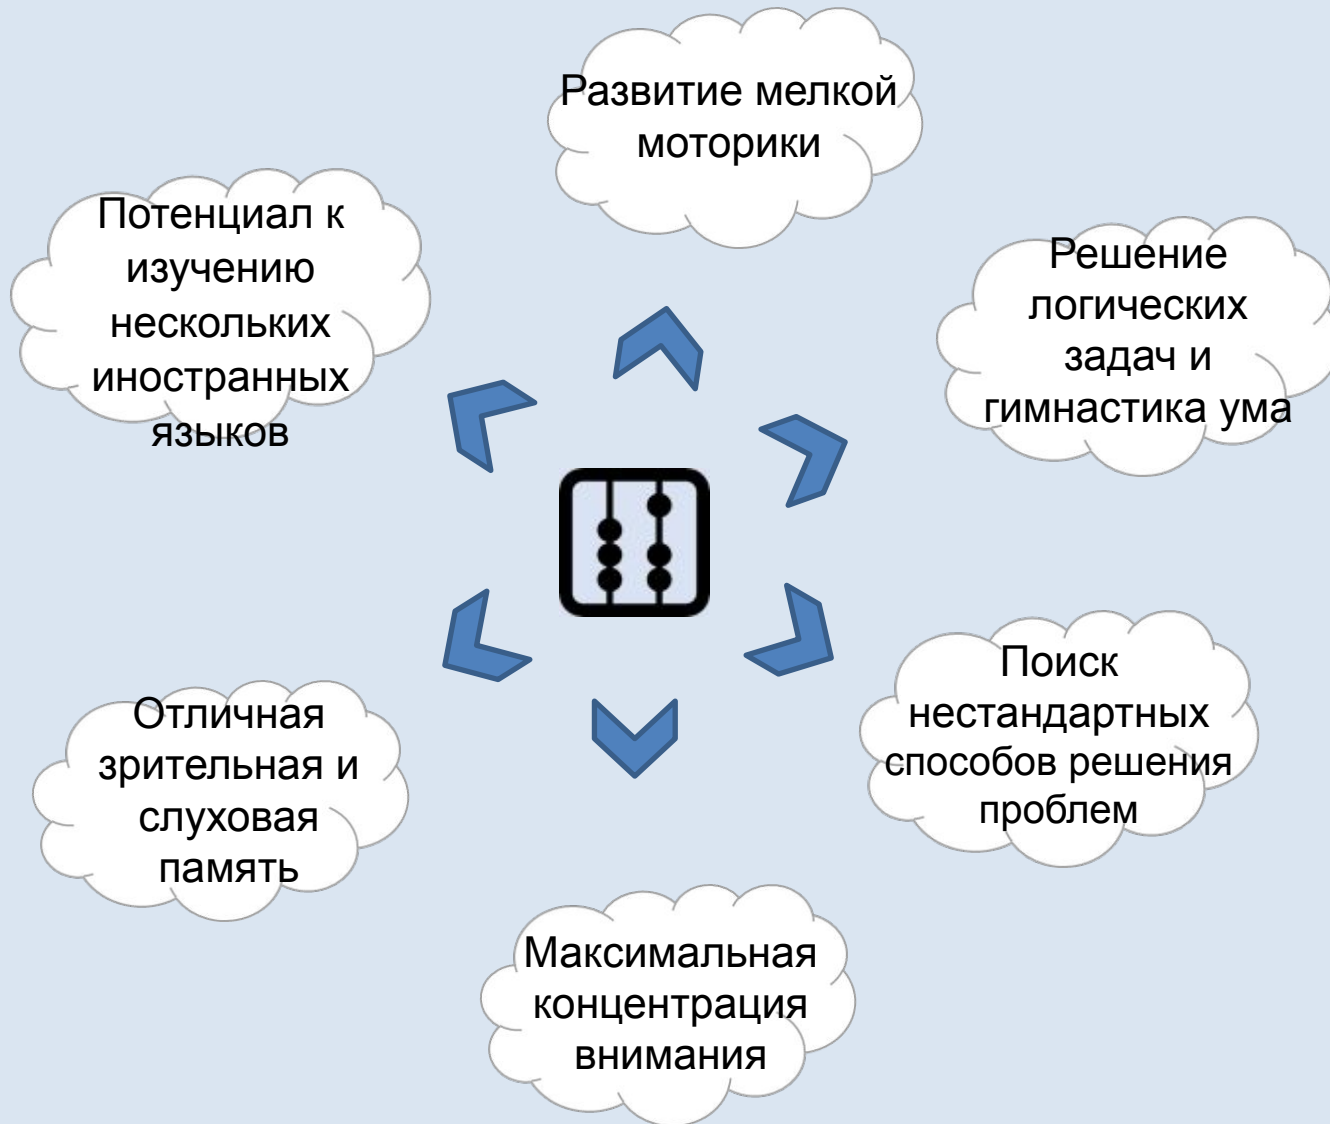 Развитие мелкой
моторики
Потенциал к
изучению
нескольких
иностранных
языков
Решение
логических
задач и
гимнастика ума
Отличная
зрительная и
слуховая
память
Поиск
нестандартных
способов решения
проблем
Максимальная
концентрация
внимания